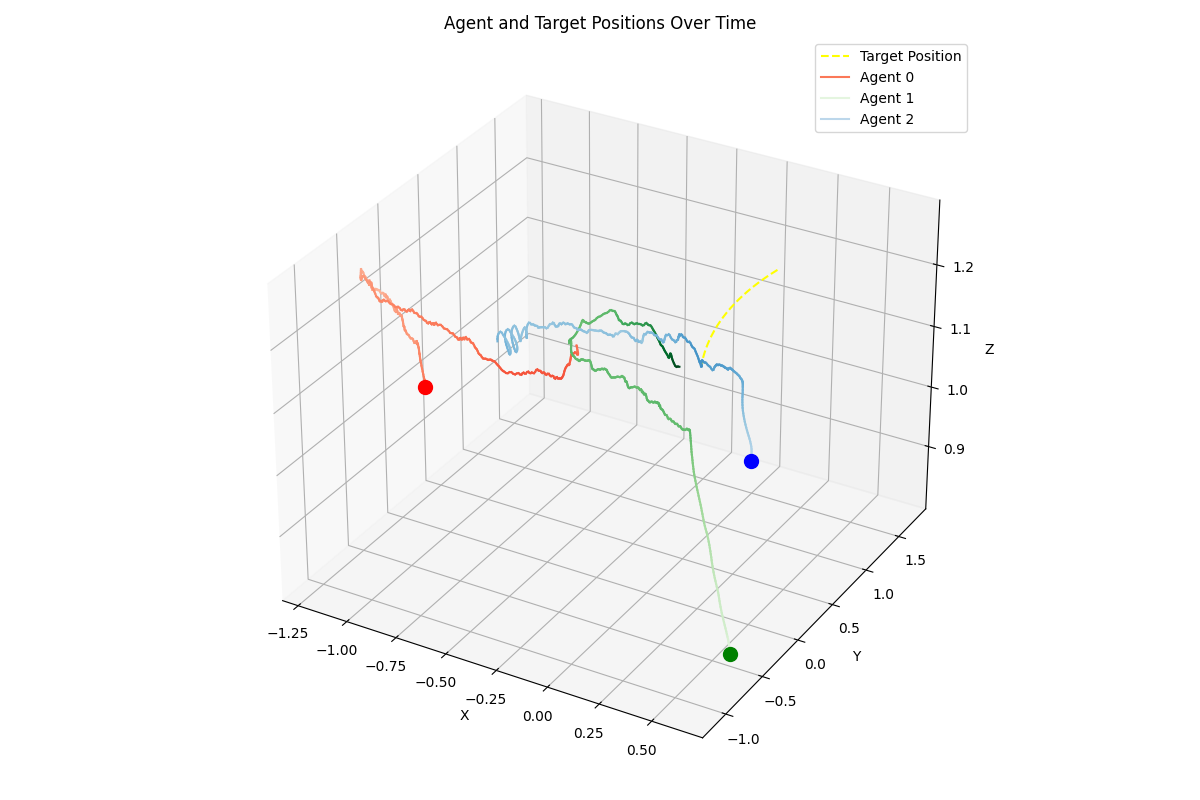 Agent and Target Positions Over Time
Target Position
Agent 0
Agent 1
Agent 2
1.2
1.1
Z
1.0
0.9
1.5
1.0
0.5
Y
0.0
−0.5
−1.0
−1.25
−1.00
−0.75
−0.50
−0.25
X
0.00
0.25
0.50